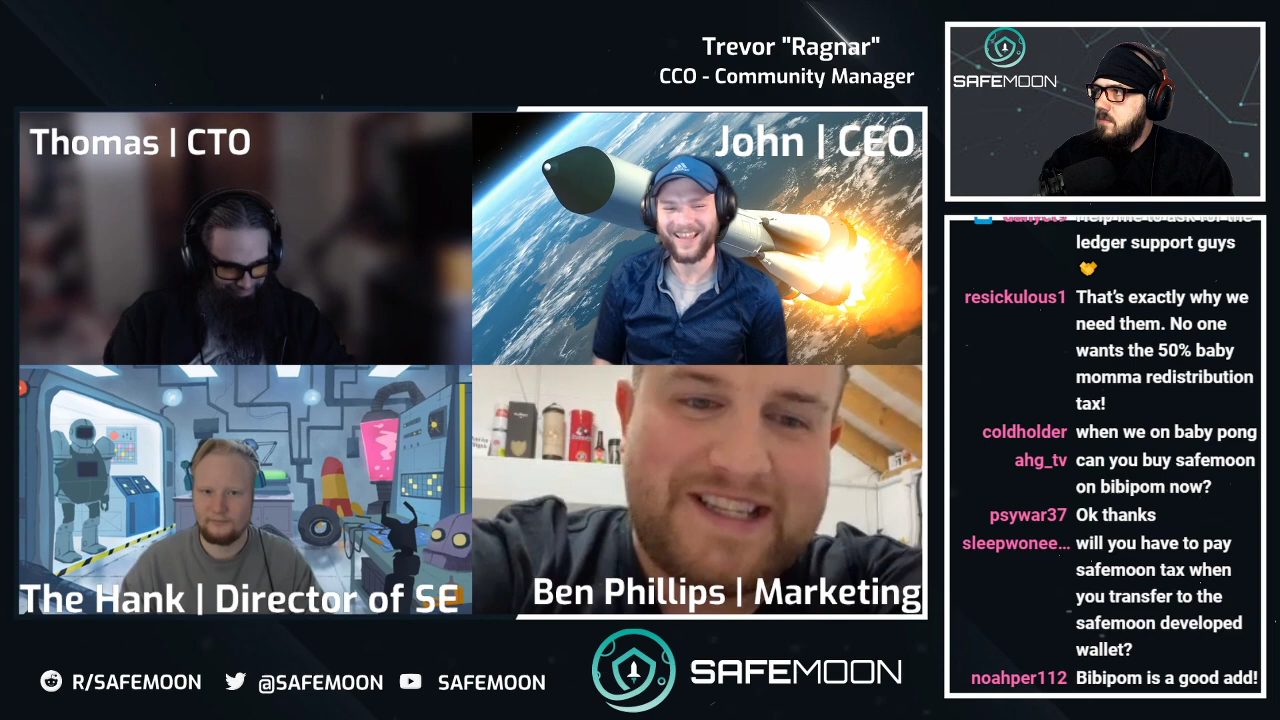 Trevor "Ragnar"
CCO - Community Manager
SAFEMOON
Thomas | CTO
John | CEO
The Hank | Director of SE
Ben Phillips | Marketing
ledger support guys
resickulous1 That's exactly why we
need them. No one
wants the 50% baby
momma redistribution
tax!
coldholder when we on baby pong
ahg_tv can you buy safemoon
on bibipom now?
psywar37 Ok thanks
sleepwonee… will you have to pay
safemoon tax when
you transfer to the
safemoon developed
wallet?
noahper112 Bibipom is a good add!
R/SAFEMOON
@SAFEMOON
SAFEMOON
SAFEMOON